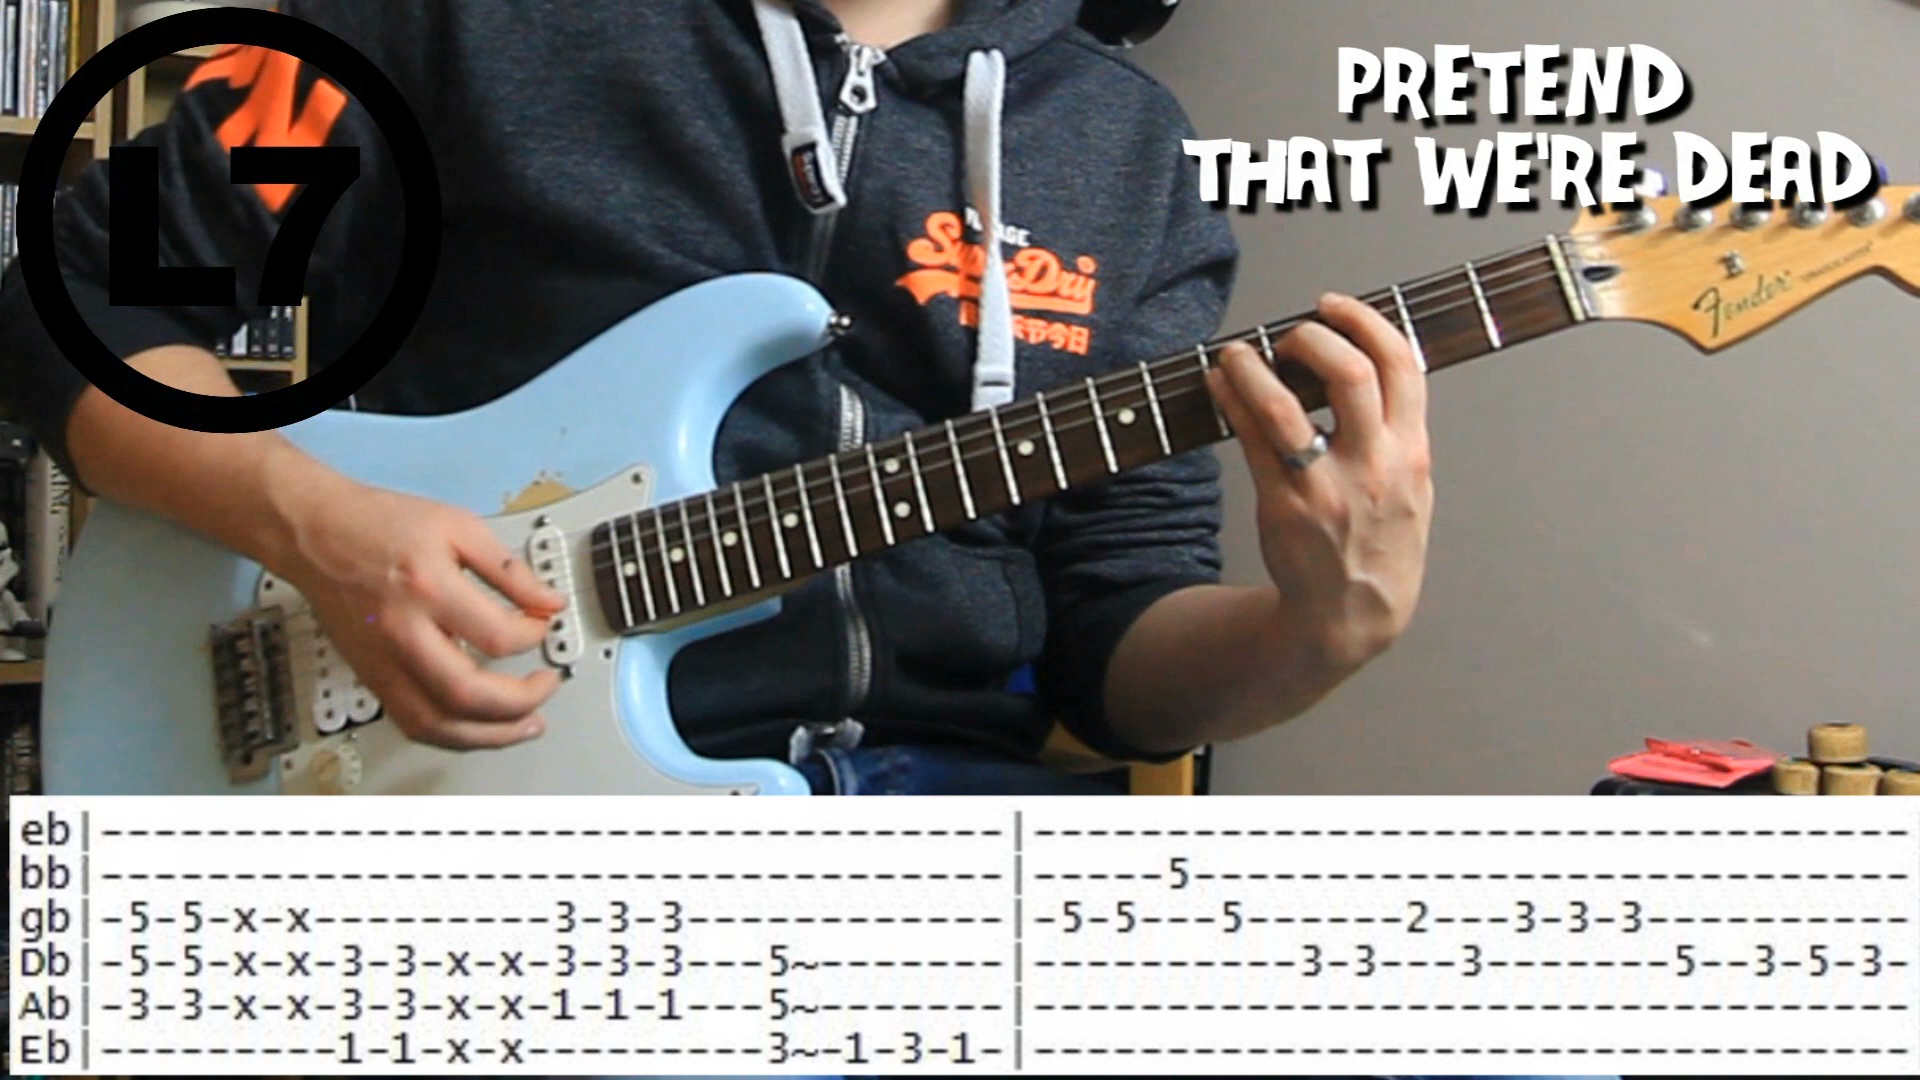 L7
PRETEND
THAT WE'RE DEAD
SuperDry
Fender
eb|----------------------------------|---------------------------------
bb|----------------------------------|-----5---------------------------
gb|-5-5-x-x---------3-3-3------------|-5-5---5------2---3-3-3----------
Db|-5-5-x-x-3-3-x-x-3-3-3---5~-------|----------3-3---3-------5--3-5-3-
Ab|-3-3-x-x-3-3-x-x-1-1-1---5~-------|---------------------------------
Eb|---------1-1-x-x---------3~-1-3-1-|---------------------------------